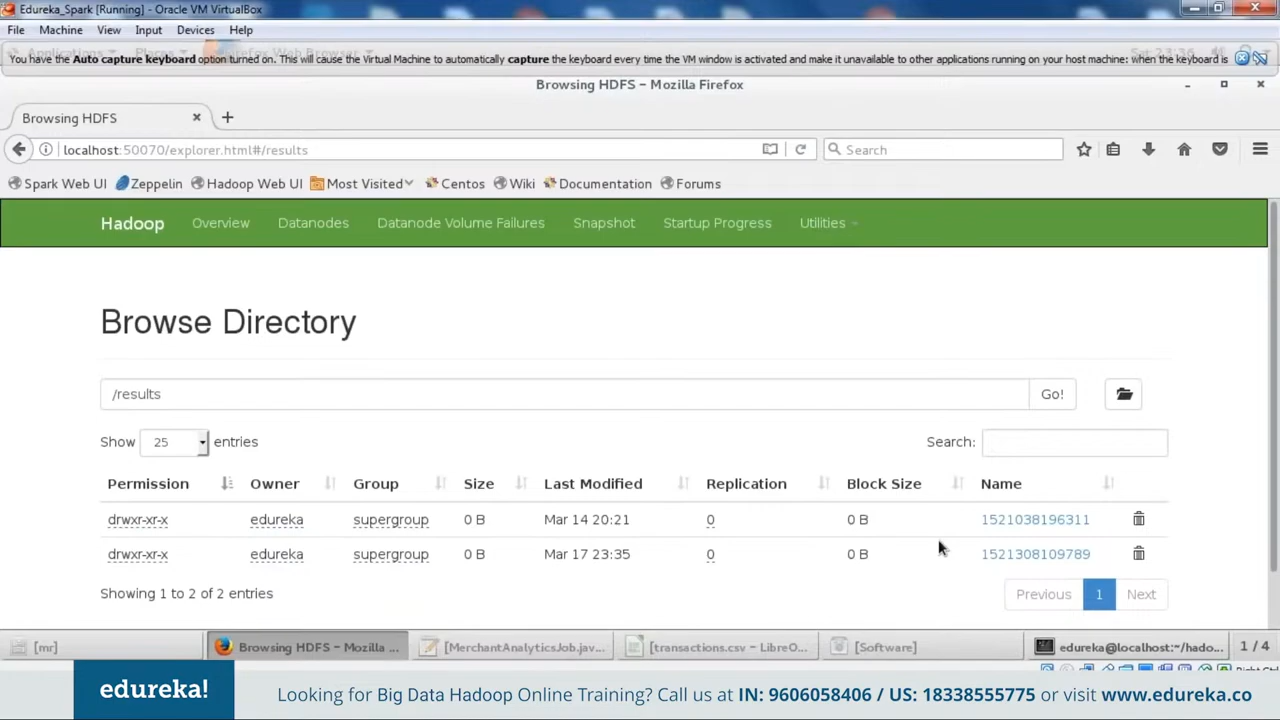 Edureka_Spark [Running] - Oracle VM VirtualBox
File Machine View Input Devices Help
Applications Places Firefox Web Browser Sat 23:36
You have the Auto capture keyboard option turned on. This will cause the Virtual Machine to automatically capture the keyboard every time the VM window is activated and make it unavailable to other applications running on your host machine: when the keyboard is
Browsing HDFS - Mozilla Firefox
Browsing HDFS
localhost:50070/explorer.html#/results
Search
Spark Web UI Zeppelin Hadoop Web UI Most Visited Centos Wiki Documentation Forums
Hadoop Overview Datanodes Datanode Volume Failures Snapshot Startup Progress Utilities
Browse Directory
/results Go!
Show 25 entries Search:
Permission Owner Group Size Last Modified Replication Block Size Name
drwxr-xr-x edureka supergroup 0 B Mar 14 20:21 0 0 B 1521038196311
drwxr-xr-x edureka supergroup 0 B Mar 17 23:35 0 0 B 1521308109789
Showing 1 to 2 of 2 entries Previous 1 Next
[mr] Browsing HDFS - Mozilla ... [MerchantAnalyticsJob.jav... [transactions.csv - LibreO... [Software] edureka@localhost:~/hado... 1 / 4
edureka! Looking for Big Data Hadoop Online Training? Call us at IN: 9606058406 / US: 18338555775 or visit www.edureka.co